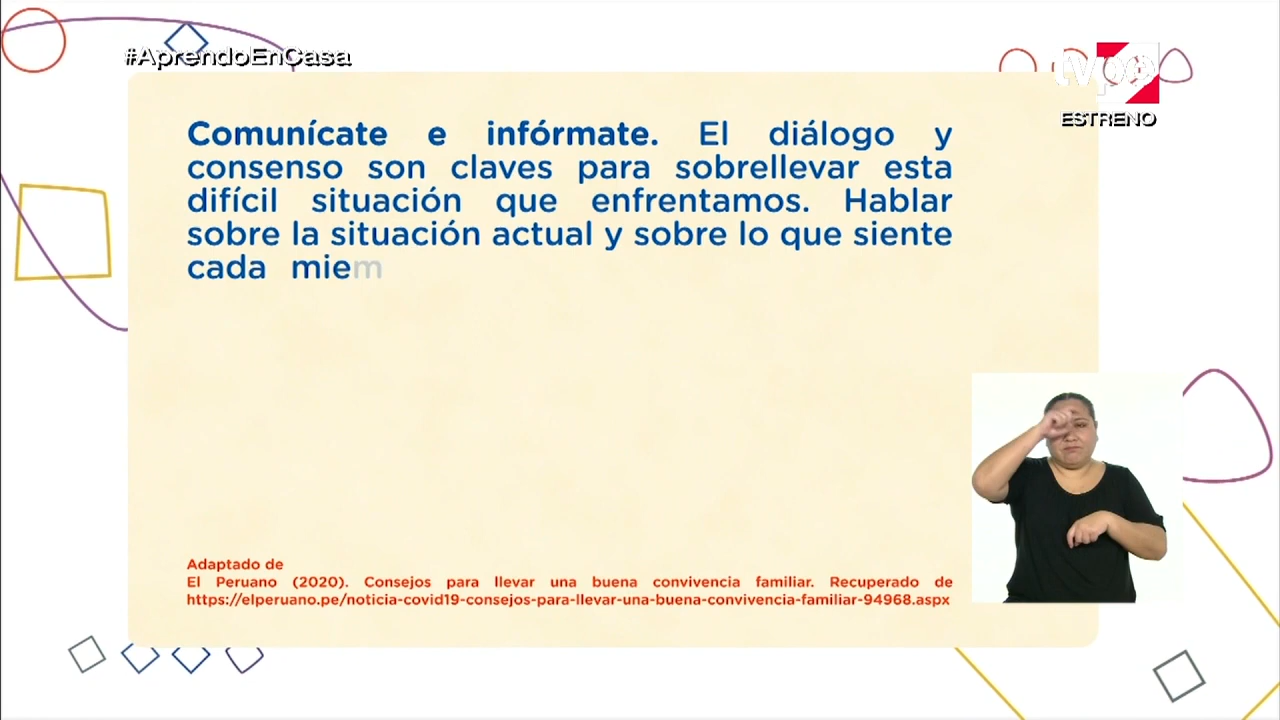 #AprendoEnCasa
tvpe
ESTRENO
Comunícate e infórmate. El diálogo y
consenso son claves para sobrellevar esta
difícil situación que enfrentamos. Hablar
sobre la situación actual y sobre lo que siente
cada miem
Adaptado de
El Peruano (2020). Consejos para llevar una buena convivencia familiar. Recuperado de
https://elperuano.pe/noticia-covid19-consejos-para-llevar-una-buena-convivencia-familiar-94968.aspx